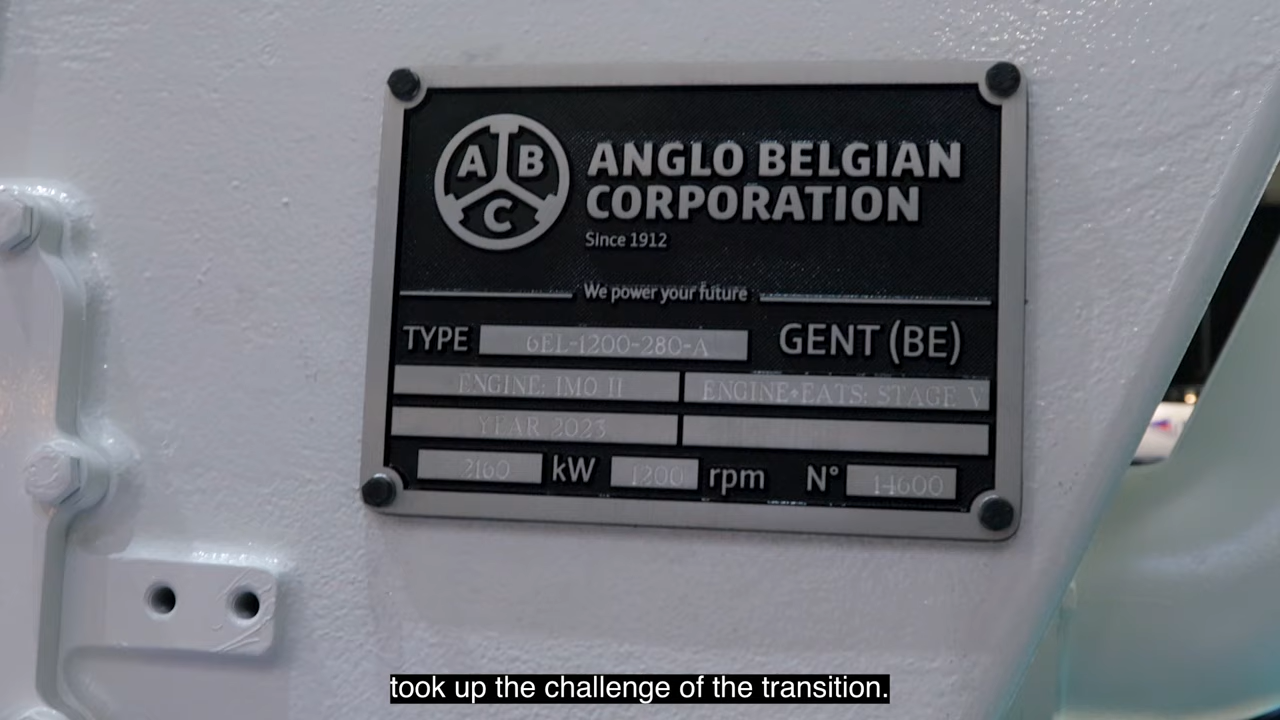 A B C
ANGLO BELGIAN
CORPORATION
Since 1912
We power your future
TYPE 6EL-1200-280-A GENT (BE)
ENGINE: IMO II ENGINE+EATS: STAGE V
YEAR 2023
2160 kW 1200 rpm N° 14600
took up the challenge of the transition.